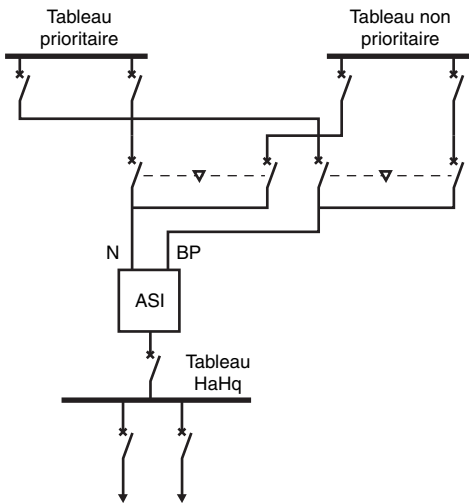 Tableau
prioritaire
Tableau non
prioritaire
N
BP
ASI
Tableau
HaHq